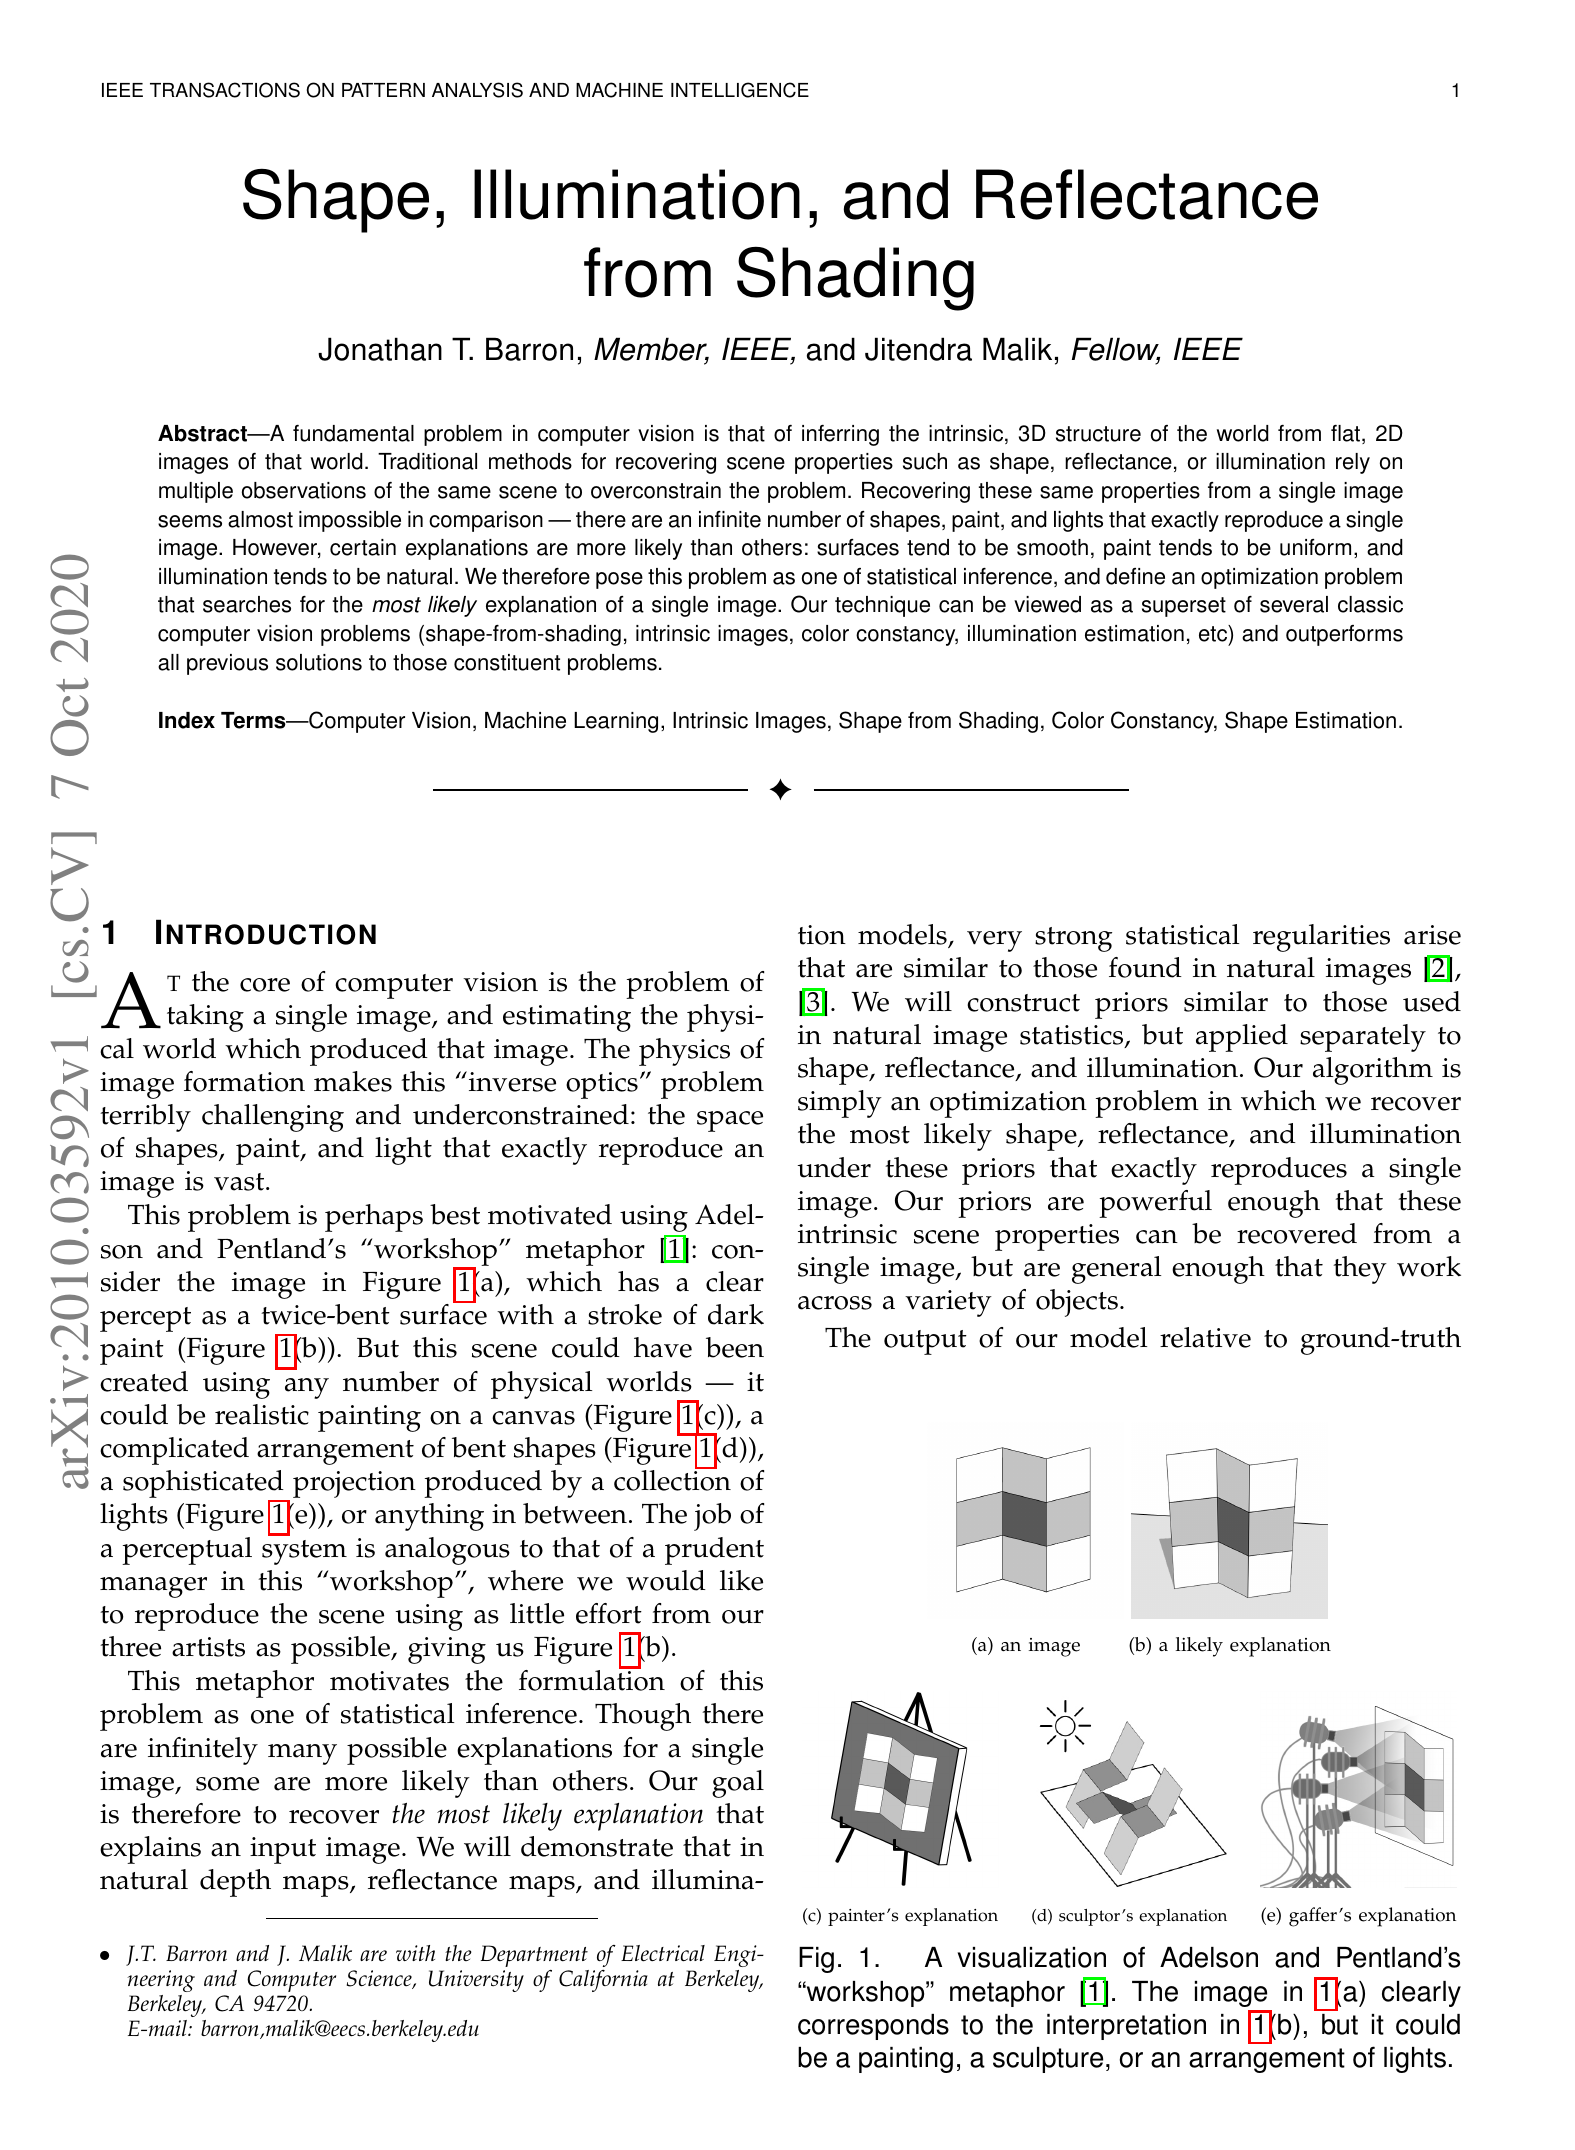 IEEE TRANSACTIONS ON PATTERN ANALYSIS AND MACHINE INTELLIGENCE 1
Shape, Illumination, and Reflectance
from Shading
Jonathan T. Barron, Member, IEEE, and Jitendra Malik, Fellow, IEEE
Abstract—A fundamental problem in computer vision is that of inferring the intrinsic, 3D structure of the world from flat, 2D
images of that world. Traditional methods for recovering scene properties such as shape, reflectance, or illumination rely on
multiple observations of the same scene to overconstrain the problem. Recovering these same properties from a single image
seems almost impossible in comparison — there are an infinite number of shapes, paint, and lights that exactly reproduce a single
image. However, certain explanations are more likely than others: surfaces tend to be smooth, paint tends to be uniform, and
illumination tends to be natural. We therefore pose this problem as one of statistical inference, and define an optimization problem
that searches for the most likely explanation of a single image. Our technique can be viewed as a superset of several classic
computer vision problems (shape-from-shading, intrinsic images, color constancy, illumination estimation, etc) and outperforms
all previous solutions to those constituent problems.
Index Terms—Computer Vision, Machine Learning, Intrinsic Images, Shape from Shading, Color Constancy, Shape Estimation.
arXiv:2010.03592v1 [cs.CV] 7 Oct 2020
1 INTRODUCTION
AT the core of computer vision is the problem of
taking a single image, and estimating the physi-
cal world which produced that image. The physics of
image formation makes this “inverse optics” problem
terribly challenging and underconstrained: the space
of shapes, paint, and light that exactly reproduce an
image is vast.
This problem is perhaps best motivated using Adel-
son and Pentland’s “workshop” metaphor [1]: con-
sider the image in Figure 1(a), which has a clear
percept as a twice-bent surface with a stroke of dark
paint (Figure 1(b)). But this scene could have been
created using any number of physical worlds — it
could be realistic painting on a canvas (Figure 1(c)), a
complicated arrangement of bent shapes (Figure 1(d)),
a sophisticated projection produced by a collection of
lights (Figure 1(e)), or anything in between. The job of
a perceptual system is analogous to that of a prudent
manager in this “workshop”, where we would like
to reproduce the scene using as little effort from our
three artists as possible, giving us Figure 1(b).
This metaphor motivates the formulation of this
problem as one of statistical inference. Though there
are infinitely many possible explanations for a single
image, some are more likely than others. Our goal
is therefore to recover the most likely explanation that
explains an input image. We will demonstrate that in
natural depth maps, reflectance maps, and illumina-
• J.T. Barron and J. Malik are with the Department of Electrical Engi-
neering and Computer Science, University of California at Berkeley,
Berkeley, CA 94720.
E-mail: barron,malik@eecs.berkeley.edu
tion models, very strong statistical regularities arise
that are similar to those found in natural images [2],
[3]. We will construct priors similar to those used
in natural image statistics, but applied separately to
shape, reflectance, and illumination. Our algorithm is
simply an optimization problem in which we recover
the most likely shape, reflectance, and illumination
under these priors that exactly reproduces a single
image. Our priors are powerful enough that these
intrinsic scene properties can be recovered from a
single image, but are general enough that they work
across a variety of objects.
The output of our model relative to ground-truth
(a) an image (b) a likely explanation
(c) painter’s explanation (d) sculptor’s explanation (e) gaffer’s explanation
Fig. 1. A visualization of Adelson and Pentland’s
“workshop” metaphor [1]. The image in 1(a) clearly
corresponds to the interpretation in 1(b), but it could
be a painting, a sculpture, or an arrangement of lights.